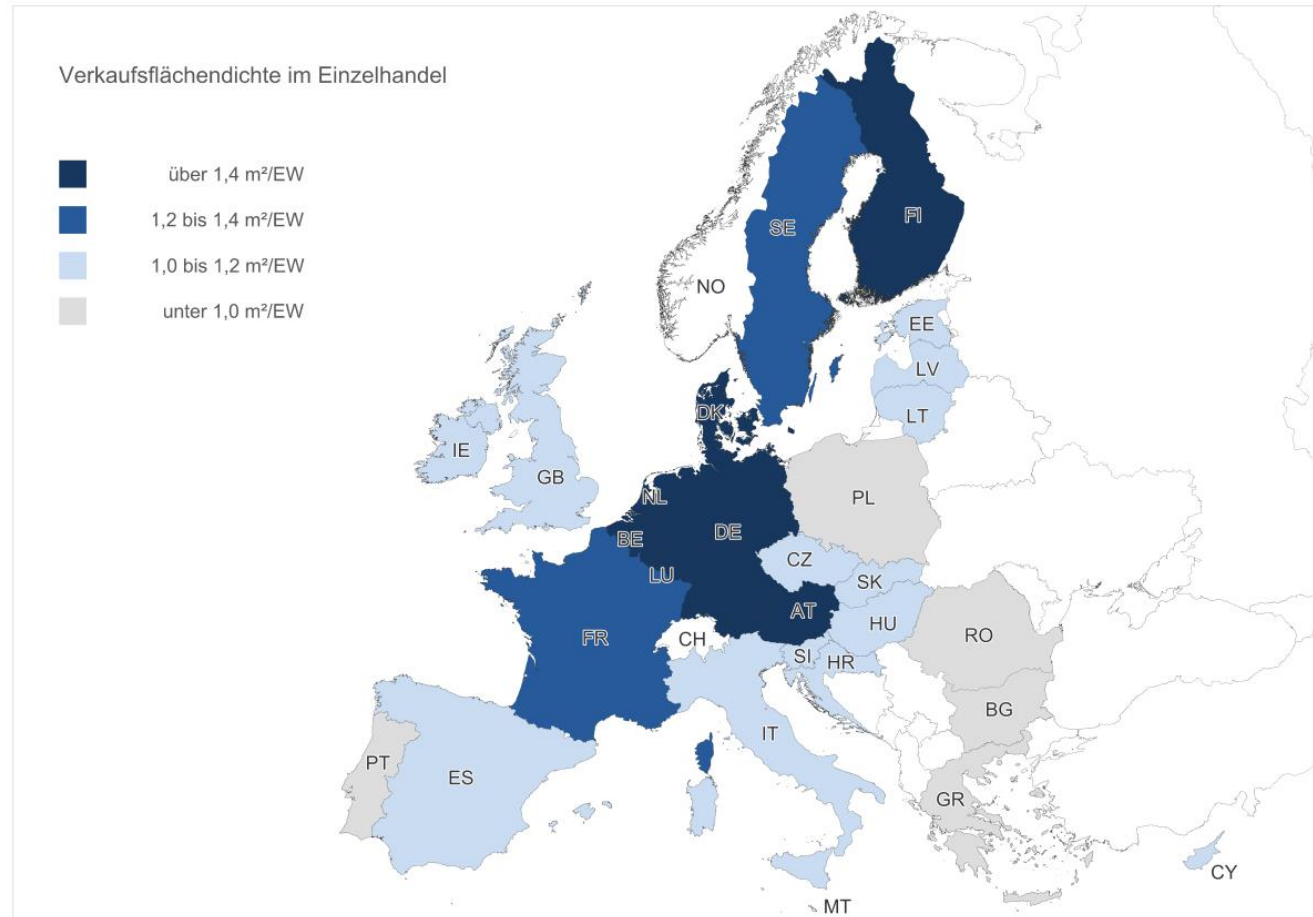 Verkaufsflächendichte im Einzelhandel
über 1,4 m²/EW
1,2 bis 1,4 m²/EW
1,0 bis 1,2 m²/EW
unter 1,0 m²/EW
FI
SE
NO
EE
LV
LT
DK
IE
GB
NL
PL
BE
DE
CZ
LU
SK
AT
HU
FR
CH
RO
SI
HR
BG
IT
PT
ES
GR
CY
MT